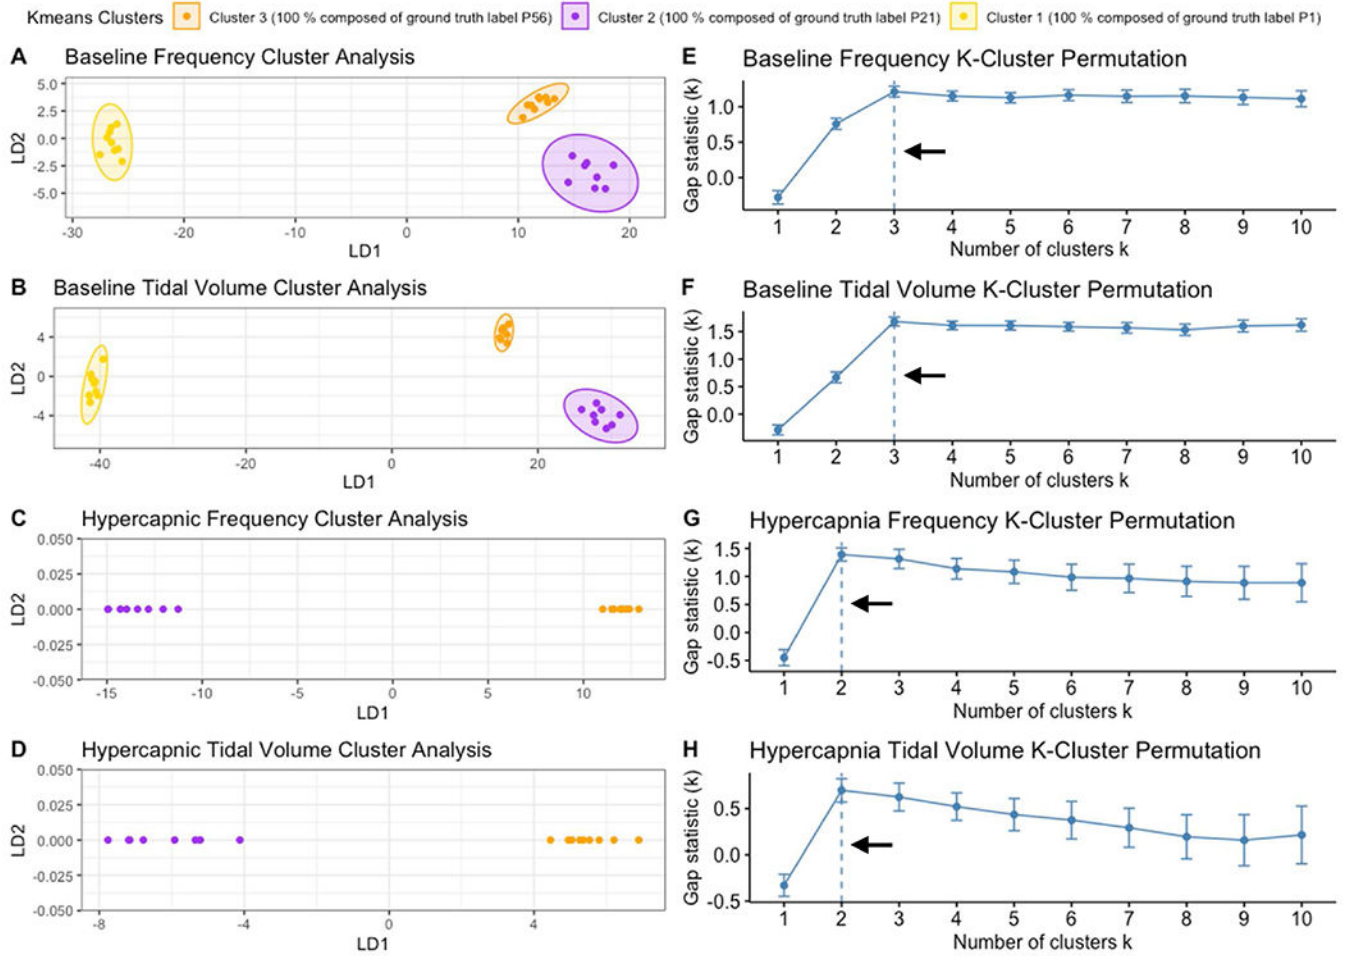 Kmeans Clusters Cluster 3 (100 % composed of ground truth label P56) Cluster 2 (100 % composed of ground truth label P21) Cluster 1 (100 % composed of ground truth label P1)
A Baseline Frequency Cluster Analysis
5.0
2.5
0.0
-2.5
-5.0
LD2
-30 -20 -10 0 10 20
LD1
E Baseline Frequency K-Cluster Permutation
1.0
0.5
0.0
Gap statistic (k)
1 2 3 4 5 6 7 8 9 10
Number of clusters k
B Baseline Tidal Volume Cluster Analysis
4
0
-4
LD2
-40 -20 0 20
LD1
F Baseline Tidal Volume K-Cluster Permutation
1.5
1.0
0.5
0.0
Gap statistic (k)
1 2 3 4 5 6 7 8 9 10
Number of clusters k
C Hypercapnic Frequency Cluster Analysis
0.050
0.025
0.000
-0.025
-0.050
LD2
-15 -10 -5 0 5 10
LD1
G Hypercapnia Frequency K-Cluster Permutation
1.5
1.0
0.5
0.0
-0.5
Gap statistic (k)
1 2 3 4 5 6 7 8 9 10
Number of clusters k
D Hypercapnic Tidal Volume Cluster Analysis
0.050
0.025
0.000
-0.025
-0.050
LD2
-8 -4 0 4
LD1
H Hypercapnia Tidal Volume K-Cluster Permutation
0.5
0.0
-0.5
Gap statistic (k)
1 2 3 4 5 6 7 8 9 10
Number of clusters k